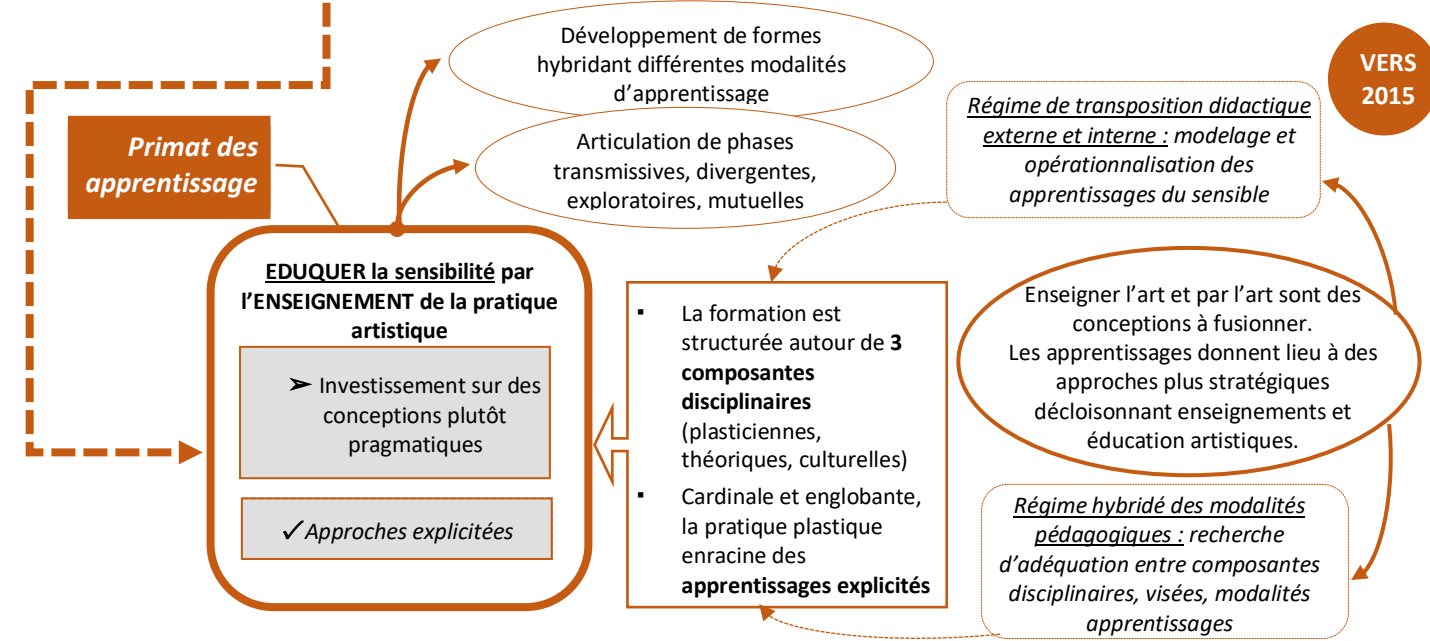 Développement de formes
hybridant différentes modalités
d’apprentissage
Articulation de phases
transmissives, divergentes,
exploratoires, mutuelles
VERS
2015
Régime de transposition didactique
externe et interne : modelage et
opérationnalisation des
apprentissages du sensible
Primat des
apprentissage
EDUQUER la sensibilité par
l’ENSEIGNEMENT de la pratique
artistique
➢ Investissement sur des
conceptions plutôt
pragmatiques
✓ Approches explicitées
▪ La formation est
structurée autour de 3
composantes
disciplinaires
(plasticiennes,
théoriques, culturelles)
▪ Cardinale et englobante,
la pratique plastique
enracine des
apprentissages explicités
Enseigner l’art et par l’art sont des
conceptions à fusionner.
Les apprentissages donnent lieu à des
approches plus stratégiques
décloisonnant enseignements et
éducation artistiques.
Régime hybridé des modalités
pédagogiques : recherche
d’adéquation entre composantes
disciplinaires, visées, modalités
apprentissages